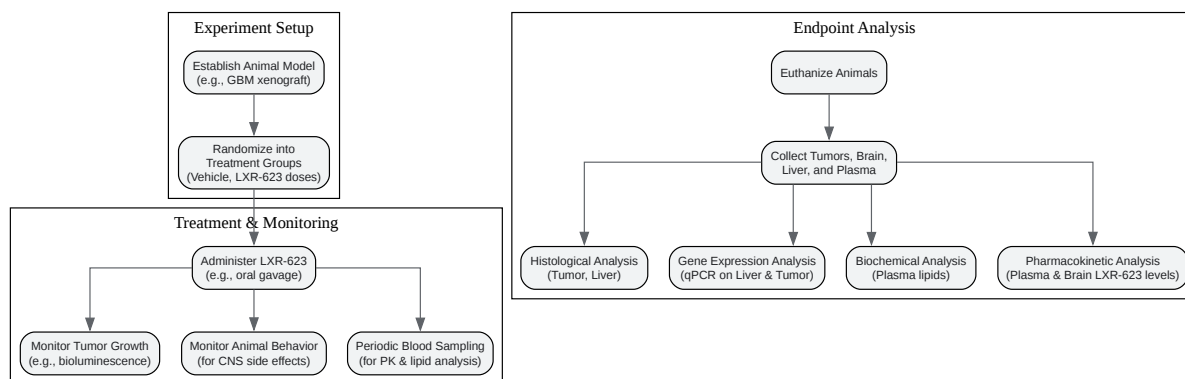 Experiment Setup
Establish Animal Model
(e.g., GBM xenograft)
Randomize into
Treatment Groups
(Vehicle, LXR-623 doses)
Treatment & Monitoring
Administer LXR-623
(e.g., oral gavage)
Monitor Tumor Growth
(e.g., bioluminescence)
Monitor Animal Behavior
(for CNS side effects)
Periodic Blood Sampling
(for PK & lipid analysis)
Endpoint Analysis
Euthanize Animals
Collect Tumors, Brain,
Liver, and Plasma
Histological Analysis
(Tumor, Liver)
Gene Expression Analysis
(qPCR on Liver & Tumor)
Biochemical Analysis
(Plasma lipids)
Pharmacokinetic Analysis
(Plasma & Brain LXR-623 levels)